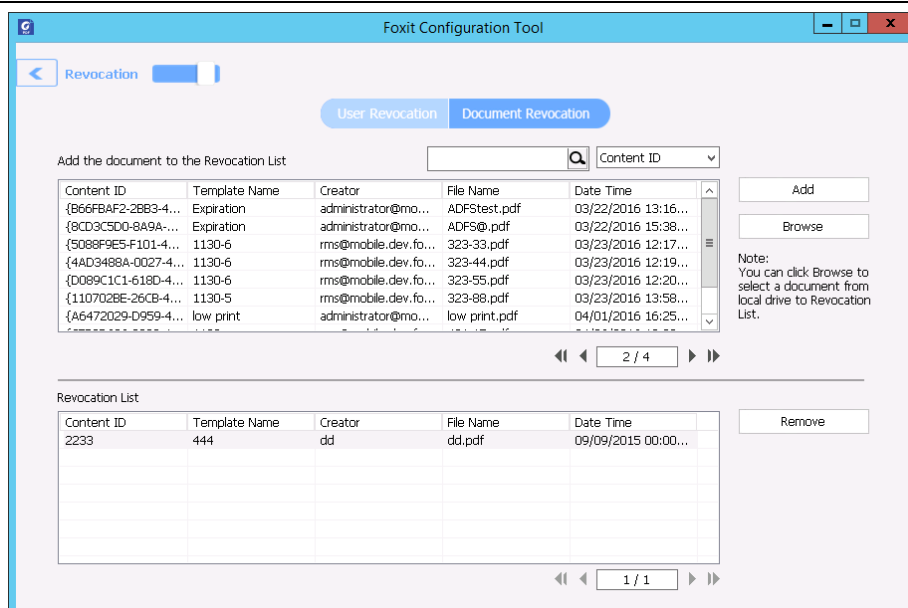 Foxit Configuration Tool
Revocation
User Revocation Document Revocation
Add the document to the Revocation List Content ID
Content ID Template Name Creator File Name Date Time
{B66FBAF2-2BB3-4... Expiration administrator@mo... ADFStest.pdf 03/22/2016 13:16...
{8CD3C5D0-8A9A-... Expiration administrator@mo... ADFS@.pdf 03/22/2016 15:38...
{5088F9E5-F101-4... 1130-6 rms@mobile.dev.fo... 323-33.pdf 03/23/2016 12:17...
{4AD3488A-0027-4... 1130-6 rms@mobile.dev.fo... 323-44.pdf 03/23/2016 12:19...
{D089C1C1-618D-4... 1130-6 rms@mobile.dev.fo... 323-55.pdf 03/23/2016 12:20...
{110702BE-26CB-4... 1130-5 rms@mobile.dev.fo... 323-88.pdf 03/23/2016 13:58...
{A6472029-D959-4... low print administrator@mo... low print.pdf 04/01/2016 16:25...
Add
Browse
Note:
You can click Browse to
select a document from
local drive to Revocation
List.
2 / 4
Revocation List
Content ID Template Name Creator File Name Date Time
2233 444 dd dd.pdf 09/09/2015 00:00...
Remove
1 / 1